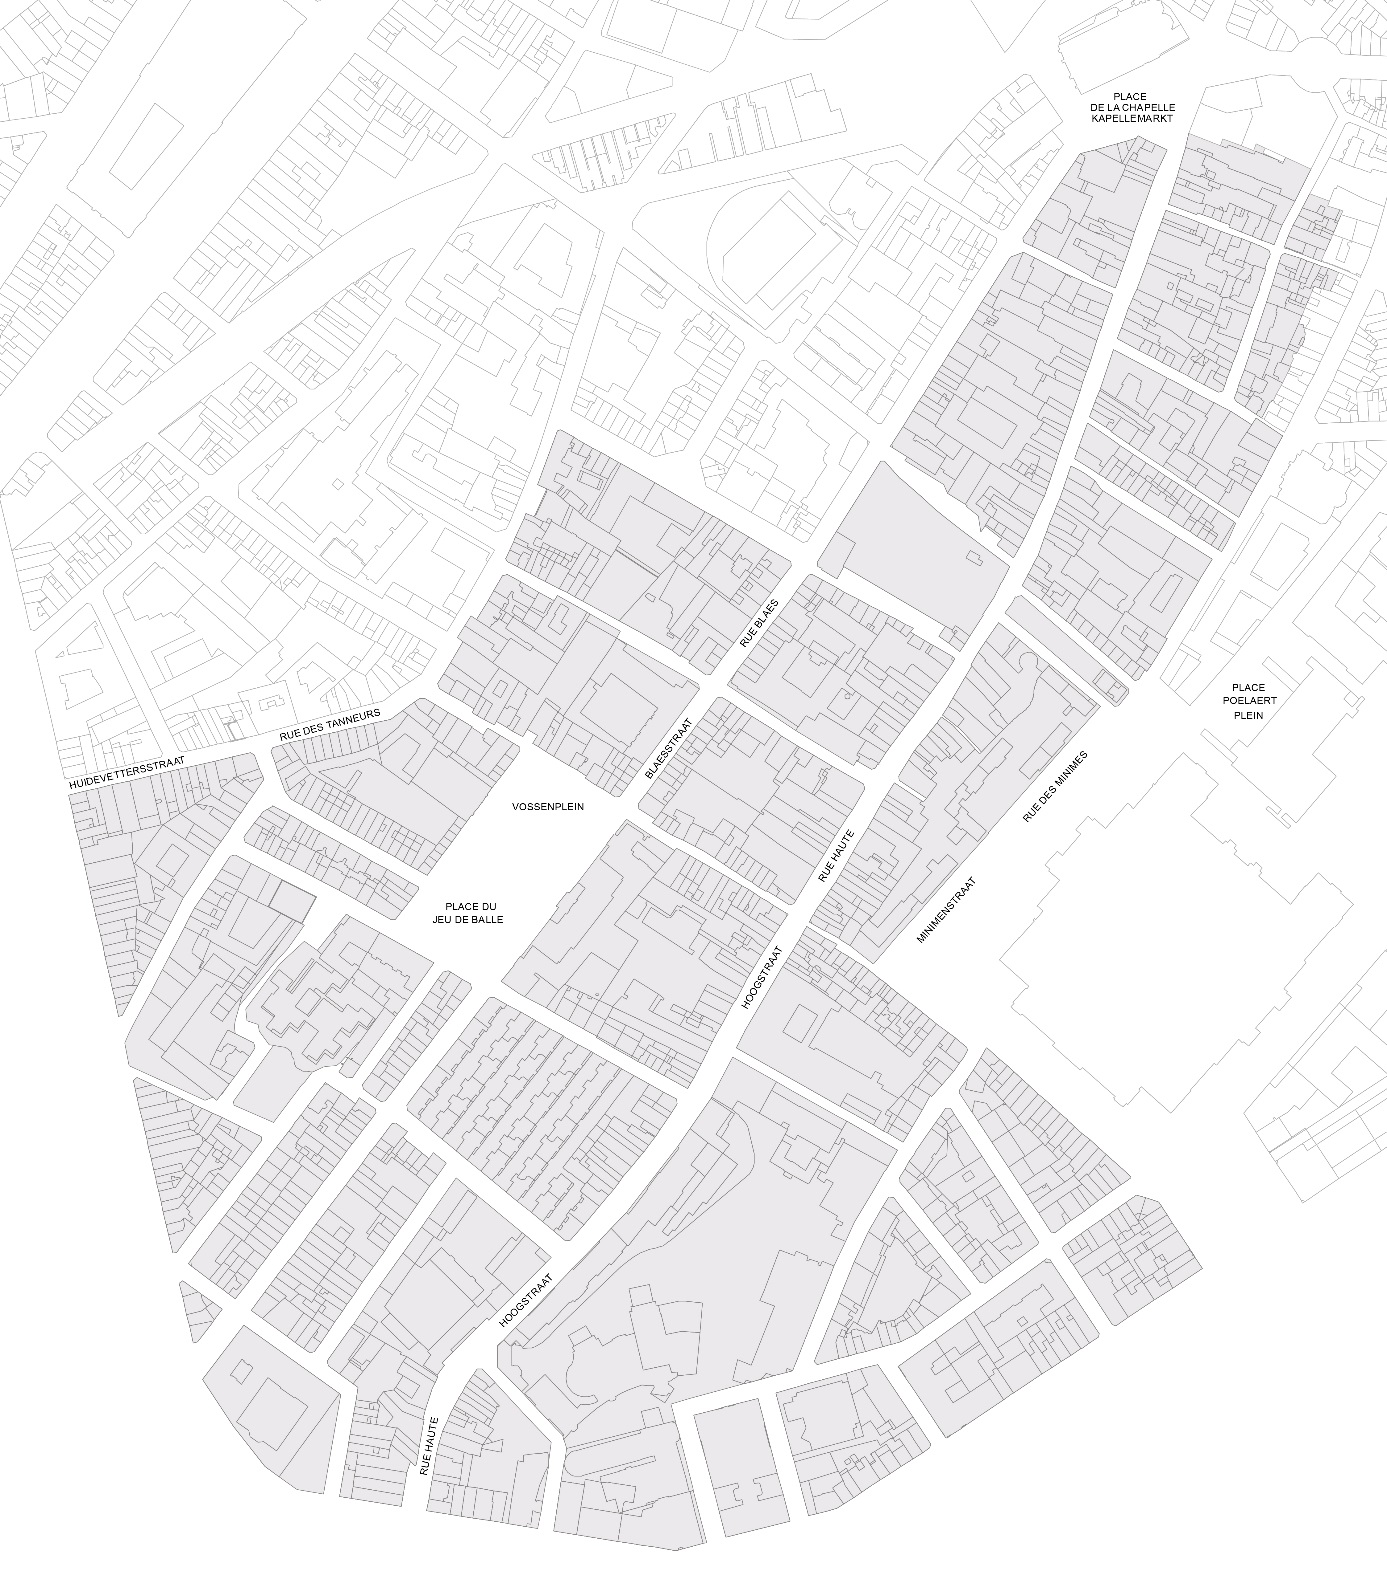 PLACE
DE LA CHAPELLE
KAPELLEMARKT
RUE BLAES
PLACE
POELAERT
PLEIN
RUE DES TANNEURS
BLAESSTRAAT
HUIDEVETTERSSTRAAT
RUE DES MINIMES
VOSSENPLEIN
RUE HAUTE
PLACE DU
JEU DE BALLE
MINIMENSTRAAT
HOOGSTRAAT
HOOGSTRAAT
RUE HAUTE